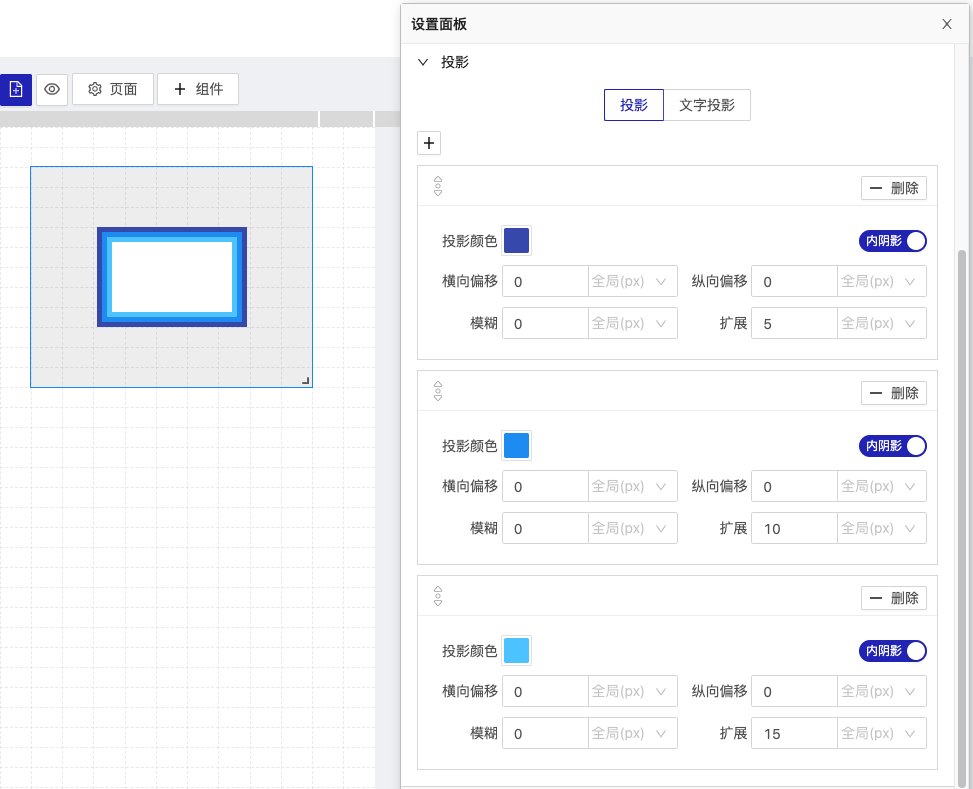 设置面板
投影
页面
组件
投影
文字投影
删除
投影颜色
内阴影
横向偏移 0 全局(px) 纵向偏移 0 全局(px)
模糊 0 全局(px) 扩展 5 全局(px)
删除
投影颜色
内阴影
横向偏移 0 全局(px) 纵向偏移 0 全局(px)
模糊 0 全局(px) 扩展 10 全局(px)
删除
投影颜色
内阴影
横向偏移 0 全局(px) 纵向偏移 0 全局(px)
模糊 0 全局(px) 扩展 15 全局(px)